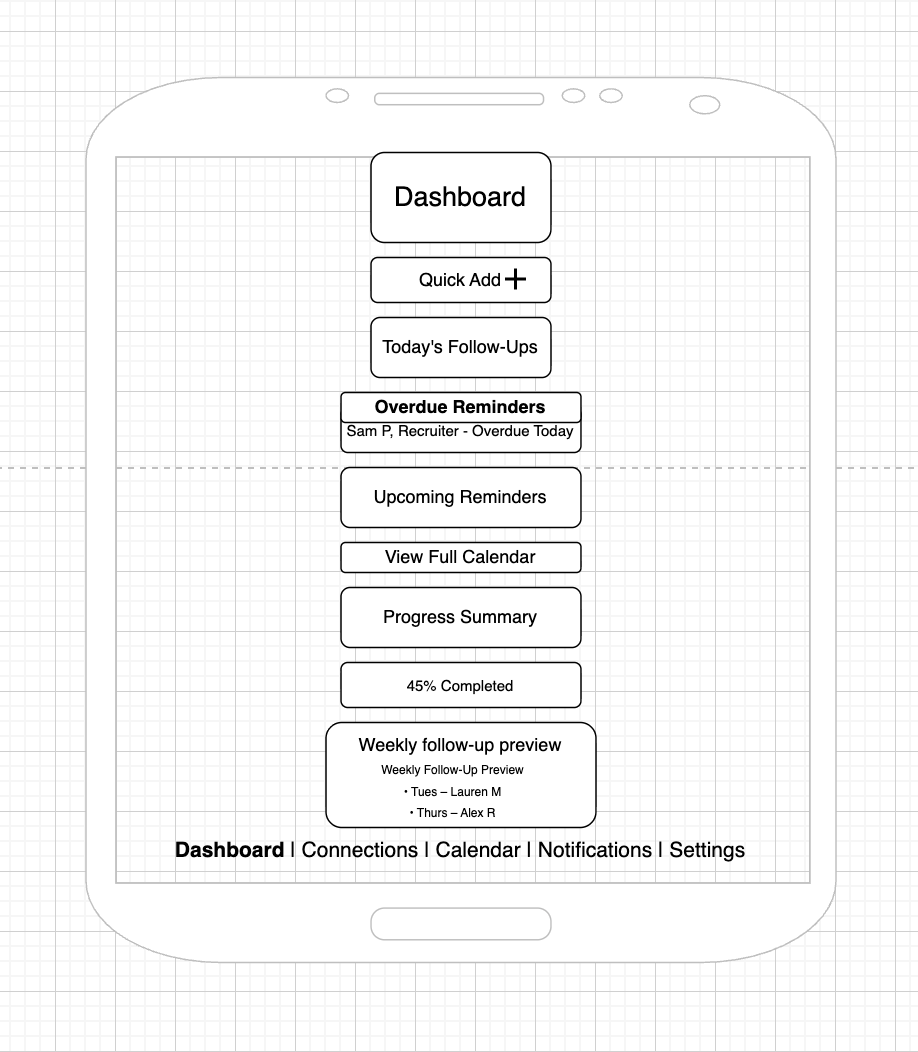 Dashboard
Quick Add +
Today's Follow-Ups
Overdue Reminders
Sam P, Recruiter - Overdue Today
Upcoming Reminders
View Full Calendar
Progress Summary
45% Completed
Weekly follow-up preview
Weekly Follow-Up Preview
• Tues – Lauren M
• Thurs – Alex R
Dashboard | Connections | Calendar | Notifications | Settings